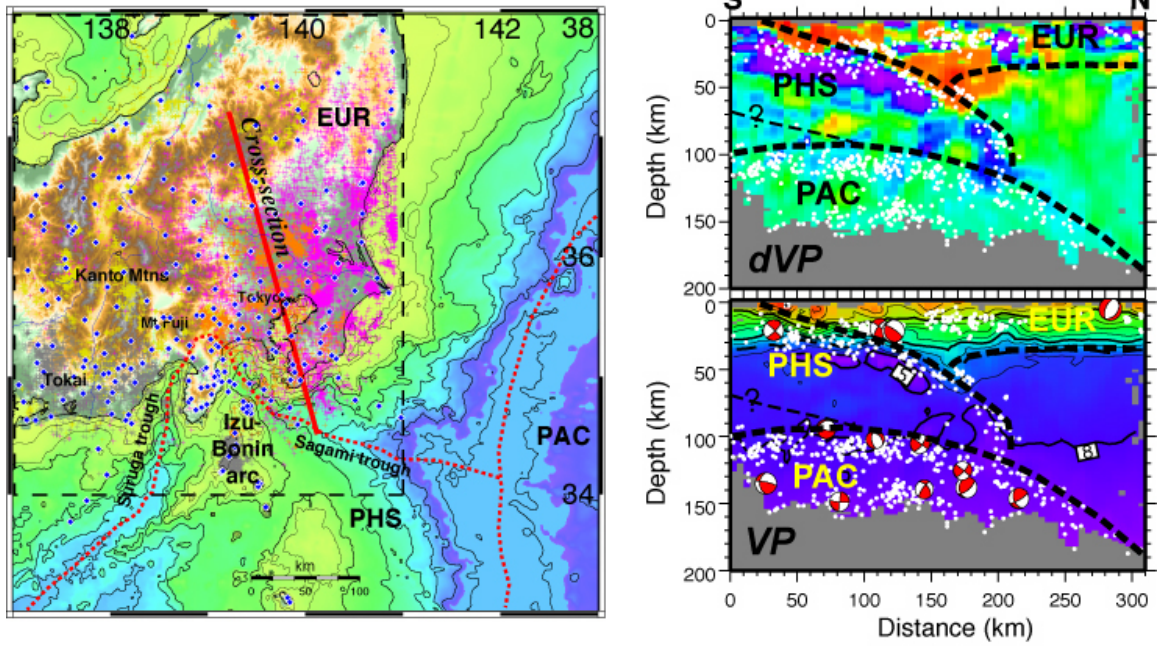 138
140
142
38
EUR
Cross-section
36
Kanto Mtns
Tokyo
Mt Fuji
Tokai
Suruga trough
Izu-
Bonin
arc
Sagami trough
PAC
34
PHS
km
0 50 100
S
N
0
50
100
150
200
Depth (km)
EUR
PHS
?
PAC
dVP
0
50
100
150
200
Depth (km)
EUR
PHS
5
?
8
PAC
VP
0 50 100 150 200 250 300
Distance (km)